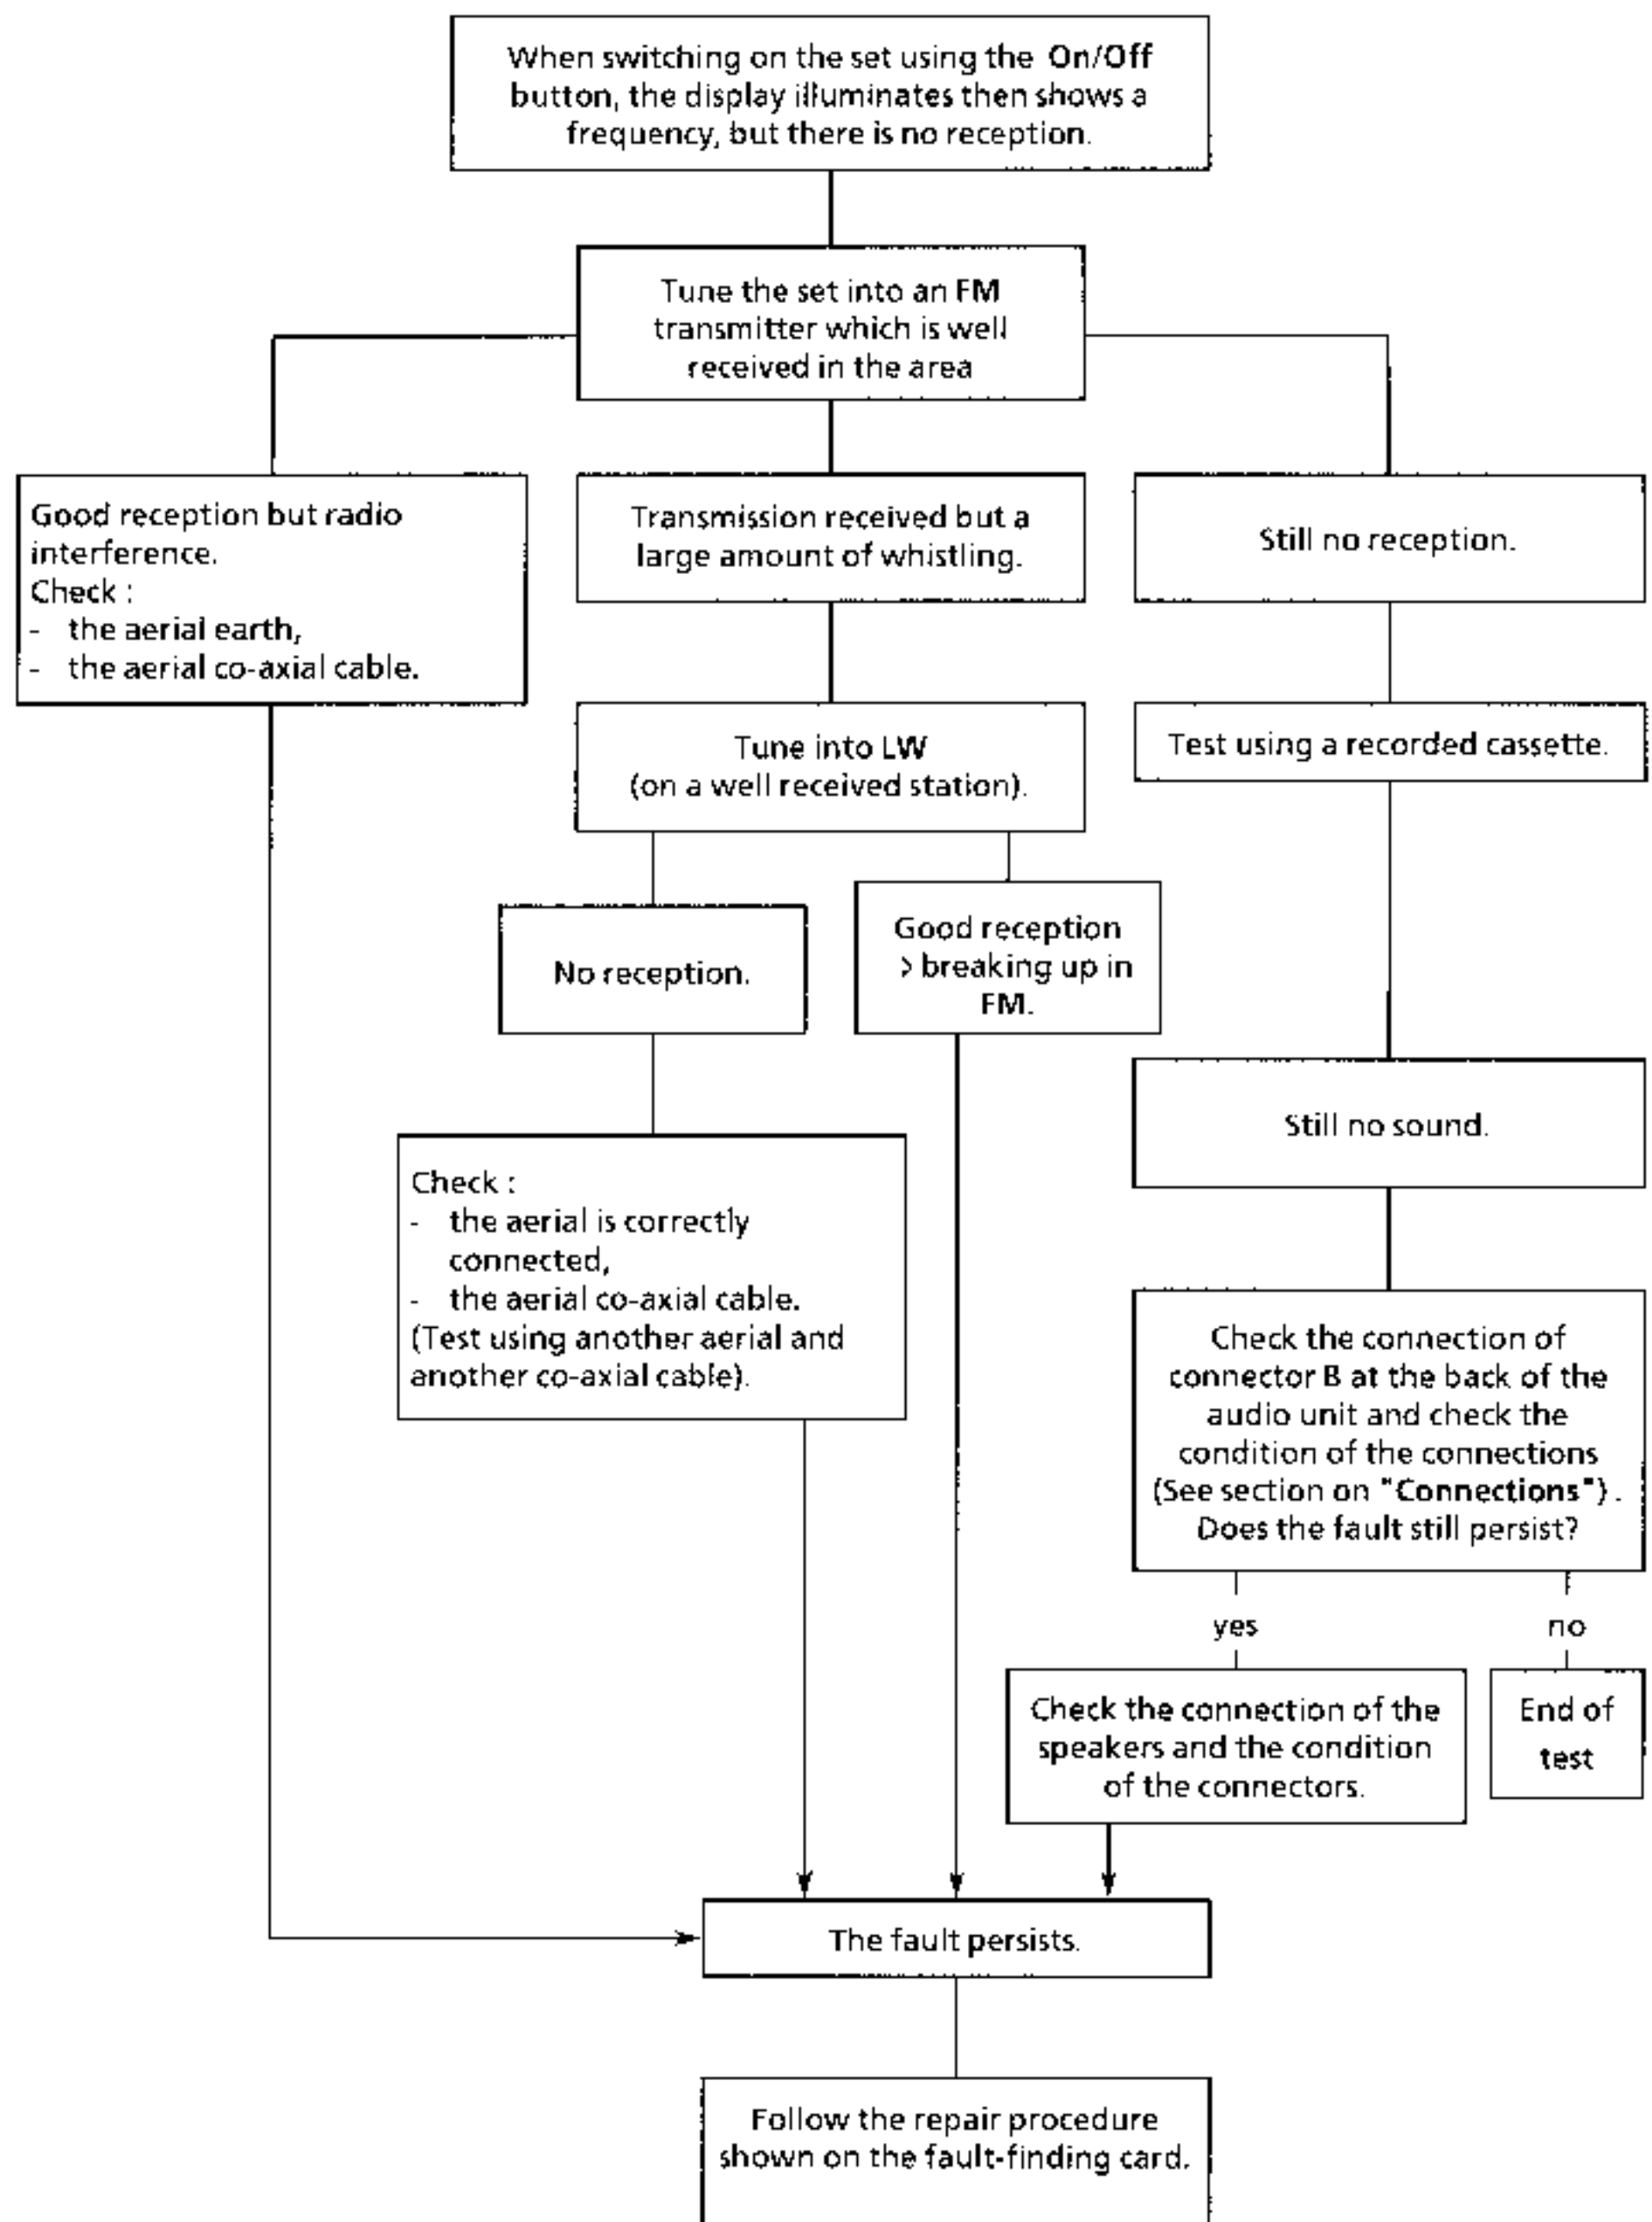 When switching on the set using the On/Off
button, the display illuminates then shows a
frequency, but there is no reception.
Tune the set into an FM
transmitter which is well
received in the area
Good reception but radio
interference.
Check :
- the aerial earth,
- the aerial co-axial cable.
Transmission received but a
large amount of whistling.
Still no reception.
Tune into LW
(on a well received station).
Test using a recorded cassette.
No reception.
Good reception
> breaking up in
FM.
Still no sound.
Check :
- the aerial is correctly
connected,
- the aerial co-axial cable.
(Test using another aerial and
another co-axial cable).
Check the connection of
connector B at the back of the
audio unit and check the
condition of the connections
(See section on "Connections") .
Does the fault still persist?
yes
no
Check the connection of the
speakers and the condition
of the connectors.
End of
test
The fault persists.
Follow the repair procedure
shown on the fault-finding card.